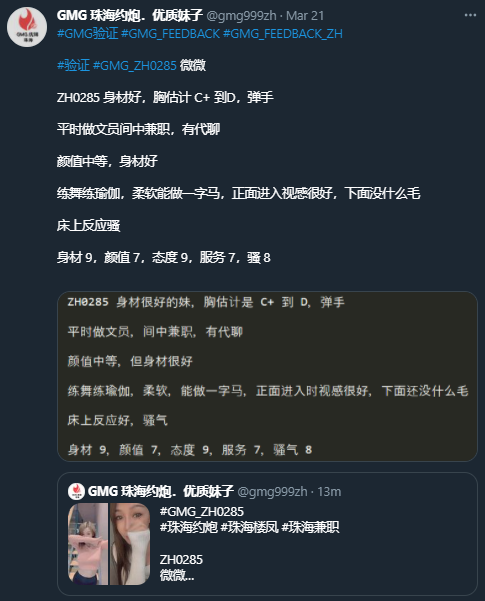 GMG 珠海约炮．优质妹子 @gmg999zh · Mar 21
#GMG验证 #GMG_FEEDBACK #GMG_FEEDBACK_ZH
#验证 #GMG_ZH0285 微微
ZH0285 身材好，胸估计 C+ 到D，弹手
平时做文员间中兼职，有代聊
颜值中等，身材好
练舞练瑜伽，柔软能做一字马，正面进入视感很好，下面没什么毛
床上反应骚
身材 9，颜值 7，态度 9，服务 7，骚 8
ZH0285 身材很好的妹, 胸估计是 C+ 到 D, 弹手
平时做文员, 间中兼职, 有代聊
颜值中等, 但身材很好
练舞练瑜伽, 柔软, 能做一字马, 正面进入时视感很好, 下面还没什么毛
床上反应好, 骚气
身材 9, 颜值 7, 态度 9, 服务 7, 骚气 8
GMG 珠海约炮．优质妹子 @gmg999zh · 13m
#GMG_ZH0285
#珠海约炮 #珠海楼凤 #珠海兼职
ZH0285
微微...